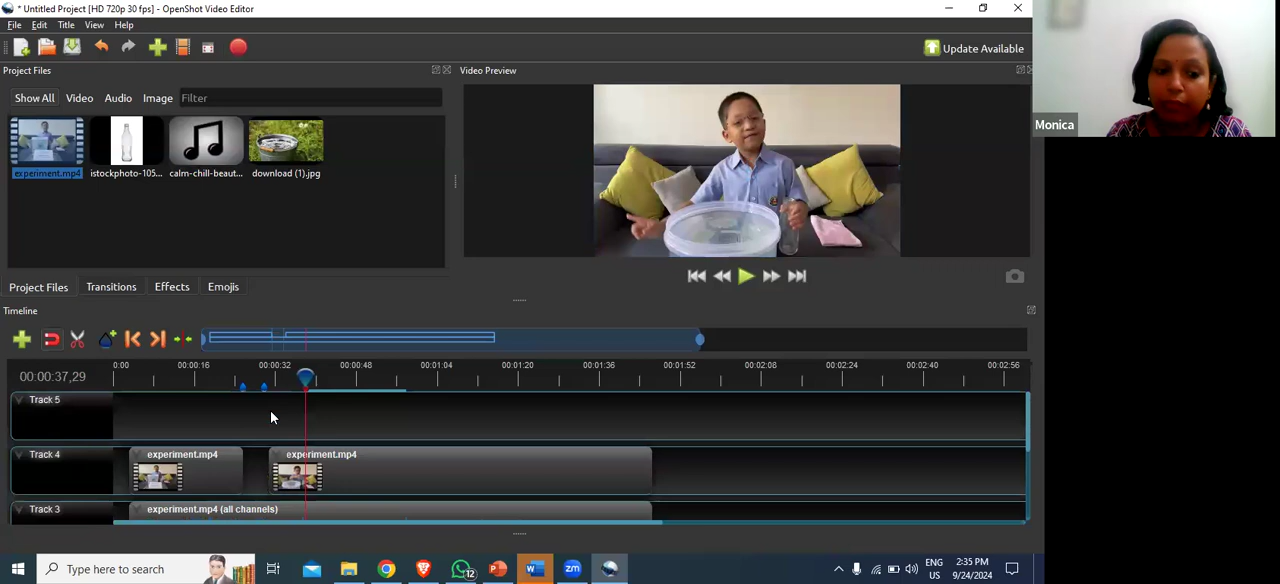 * Untitled Project [HD 720p 30 fps] - OpenShot Video Editor
File Edit Title View Help
Update Available
Project Files
Video Preview
Show All Video Audio Image Filter
Monica
experiment.mp4 istockphoto-105... calm-chill-beaut... download (1).jpg
Project Files Transitions Effects Emojis
Timeline
00:00:37,29
0:00 00:00:16 00:00:32 00:00:48 00:01:04 00:01:20 00:01:36 00:01:52 00:02:08 00:02:24 00:02:40 00:02:56
Track 5
Track 4
experiment.mp4
experiment.mp4
Track 3
experiment.mp4 (all channels)
Type here to search
12
zm
ENG
US
2:35 PM
9/24/2024